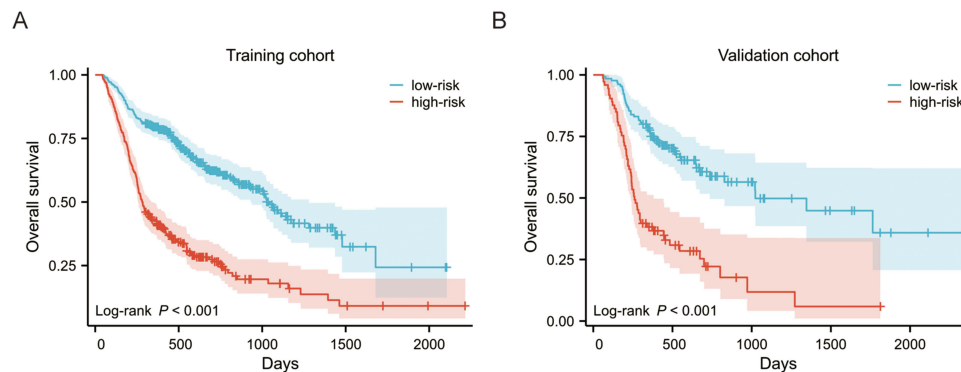 A
Training cohort
1.00
0.75
0.50
0.25
Overall survival
low-risk
high-risk
Log-rank P < 0.001
0 500 1000 1500 2000
Days
B
Validation cohort
1.00
0.75
0.50
0.25
0.00
Overall survival
low-risk
high-risk
Log-rank P < 0.001
0 500 1000 1500 2000
Days